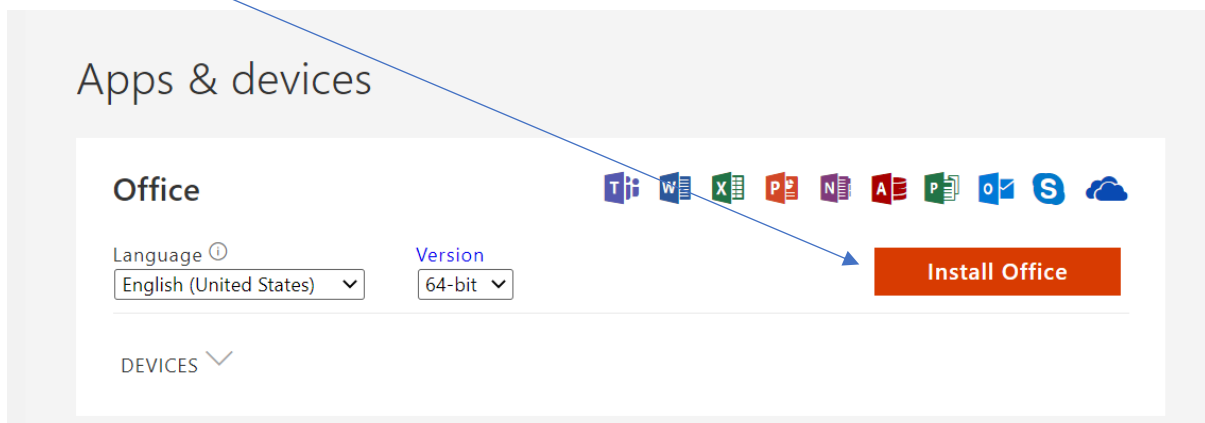 Apps & devices
Office
Language
Version
English (United States)
64-bit
Install Office
DEVICES